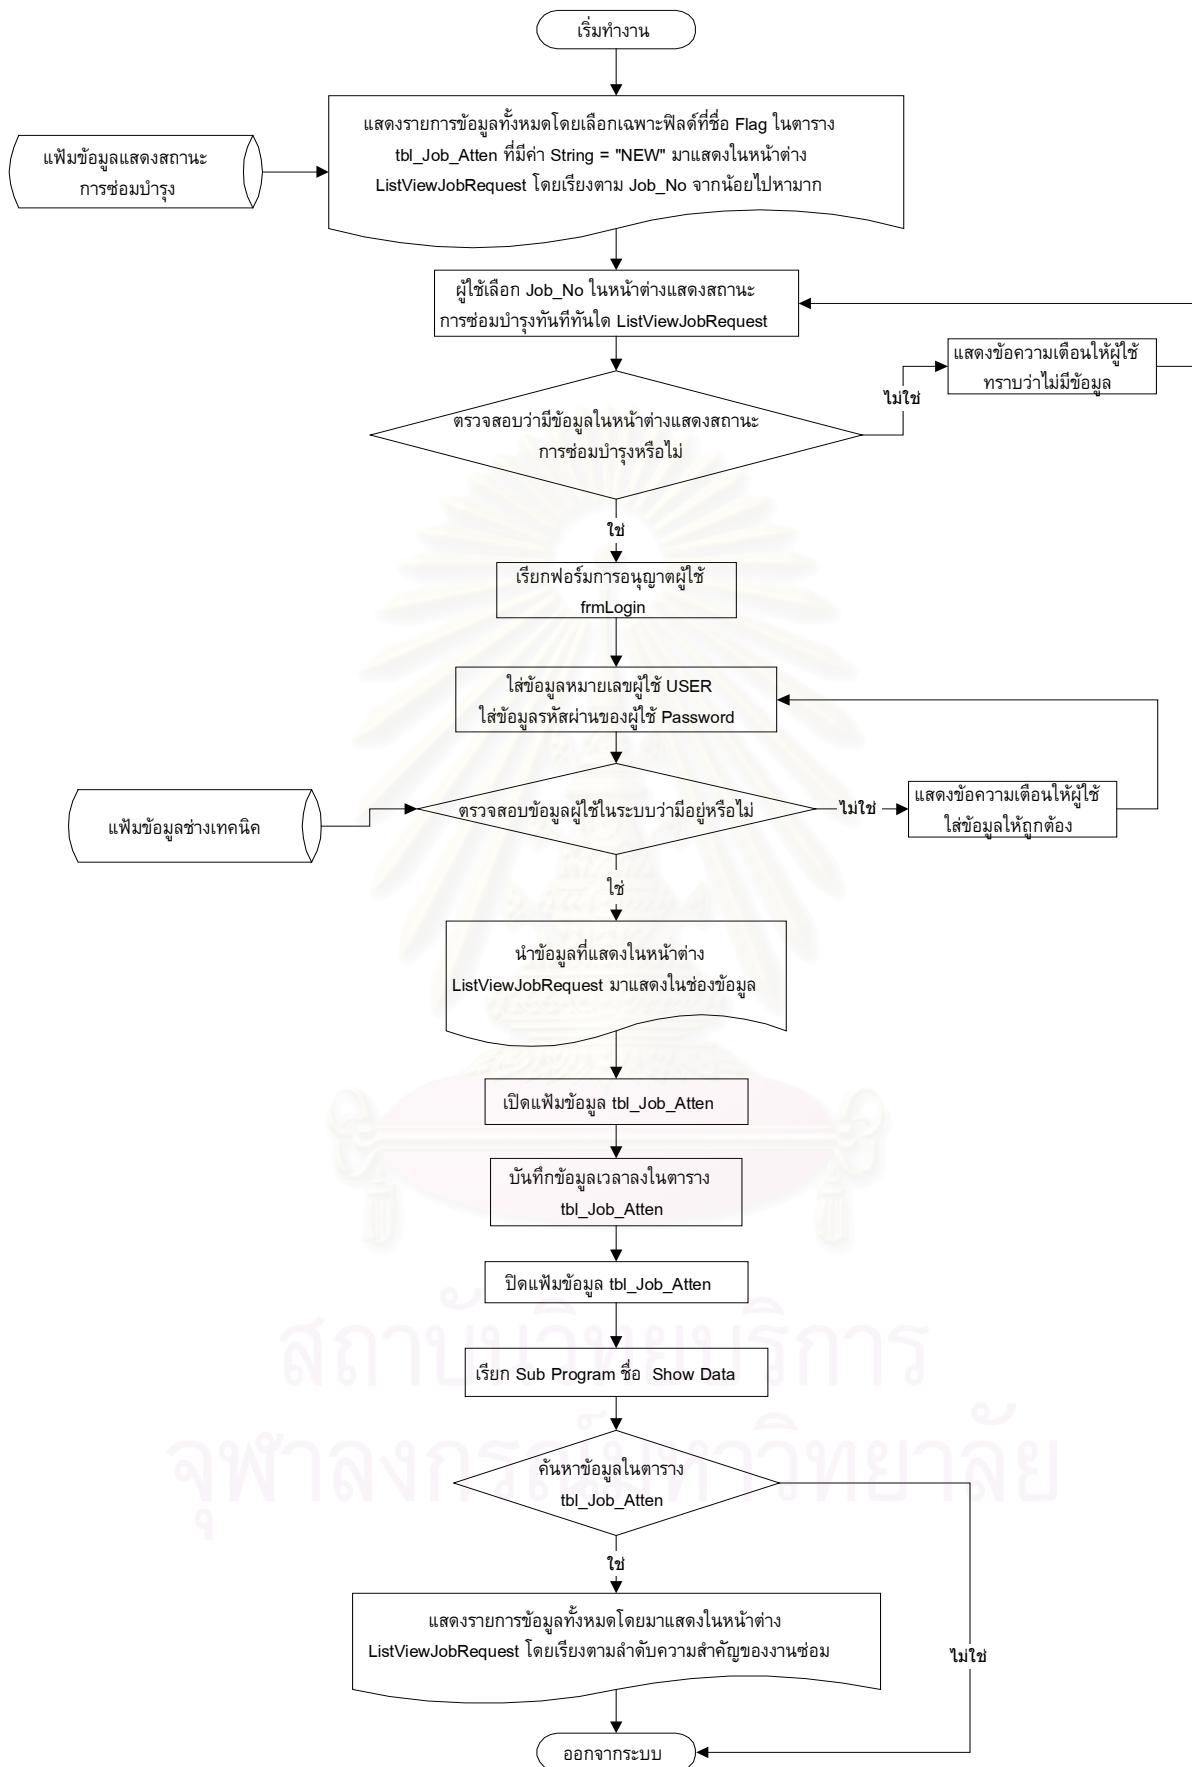 เริ่มทำงาน
แสดงรายการข้อมูลทั้งหมดโดยเลือกเฉพาะฟิลด์ที่ชื่อ Flag ในตาราง
tbl_Job_Atten ที่มีค่า String = "NEW" มาแสดงในหน้าต่าง
ListViewJobRequest โดยเรียงตาม Job_No จากน้อยไปหามาก
แฟ้มข้อมูลแสดงสถานะ
การซ่อมบำรุง
ผู้ใช้เลือก Job_No ในหน้าต่างแสดงสถานะ
การซ่อมบำรุงทันทีทันใด ListViewJobRequest
แสดงข้อความเตือนให้ผู้ใช้
ทราบว่าไม่มีข้อมูล
ไม่ใช่
ตรวจสอบว่ามีข้อมูลในหน้าต่างแสดงสถานะ
การซ่อมบำรุงหรือไม่
ใช่
เรียกฟอร์มการอนุญาตผู้ใช้
frmLogin
ใส่ข้อมูลหมายเลขผู้ใช้ USER
ใส่ข้อมูลรหัสผ่านของผู้ใช้ Password
แฟ้มข้อมูลช่างเทคนิค
ตรวจสอบข้อมูลผู้ใช้ในระบบว่ามีอยู่หรือไม่
ไม่ใช่
แสดงข้อความเตือนให้ผู้ใช้
ใส่ข้อมูลให้ถูกต้อง
ใช่
นำข้อมูลที่แสดงในหน้าต่าง
ListViewJobRequest มาแสดงในช่องข้อมูล
เปิดแฟ้มข้อมูล tbl_Job_Atten
บันทึกข้อมูลเวลาลงในตาราง
tbl_Job_Atten
ปิดแฟ้มข้อมูล tbl_Job_Atten
สถาบันวิทยบริการ
เรียก Sub Program ชื่อ Show Data
จุฬาลงกรณ์มหาวิทยาลัย
ค้นหาข้อมูลในตาราง
tbl_Job_Atten
ใช่
แสดงรายการข้อมูลทั้งหมดโดยมาแสดงในหน้าต่าง
ListViewJobRequest โดยเรียงตามลำดับความสำคัญของงานซ่อม
ไม่ใช่
ออกจากระบบ